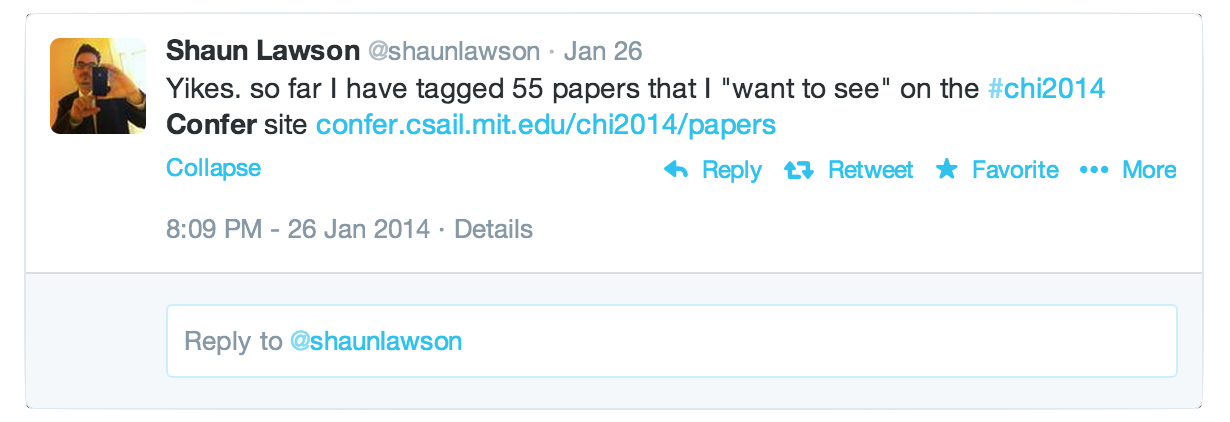 Shaun Lawson @shaunlawson · Jan 26
Yikes. so far I have tagged 55 papers that I "want to see" on the #chi2014
Confer site confer.csail.mit.edu/chi2014/papers
Collapse Reply Retweet Favorite More
8:09 PM - 26 Jan 2014 · Details
Reply to @shaunlawson